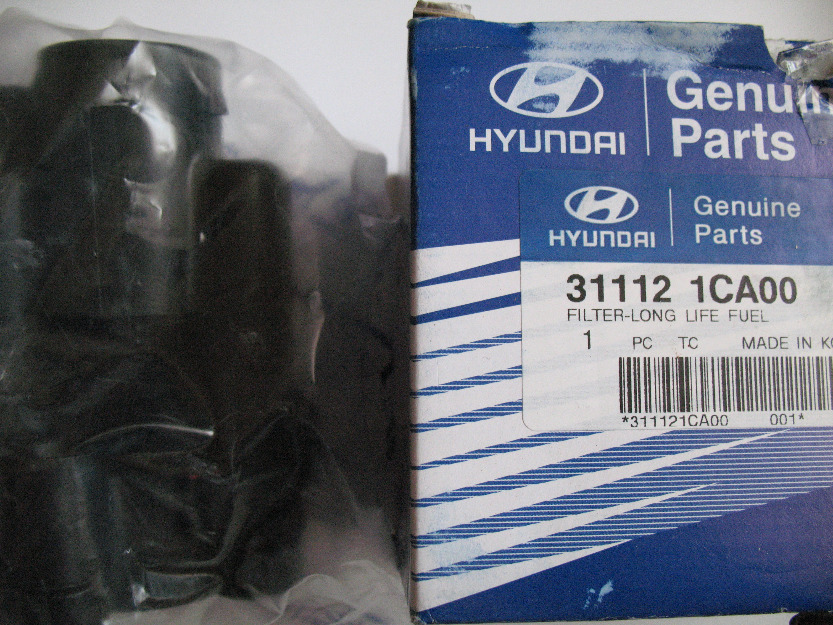 HYUNDAI
Genuin
Parts
HYUNDAI
Genuine
Parts
31112 1CA00
FILTER-LONG LIFE FUEL
1 PC TC MADE IN KO
*311121CA00 001*